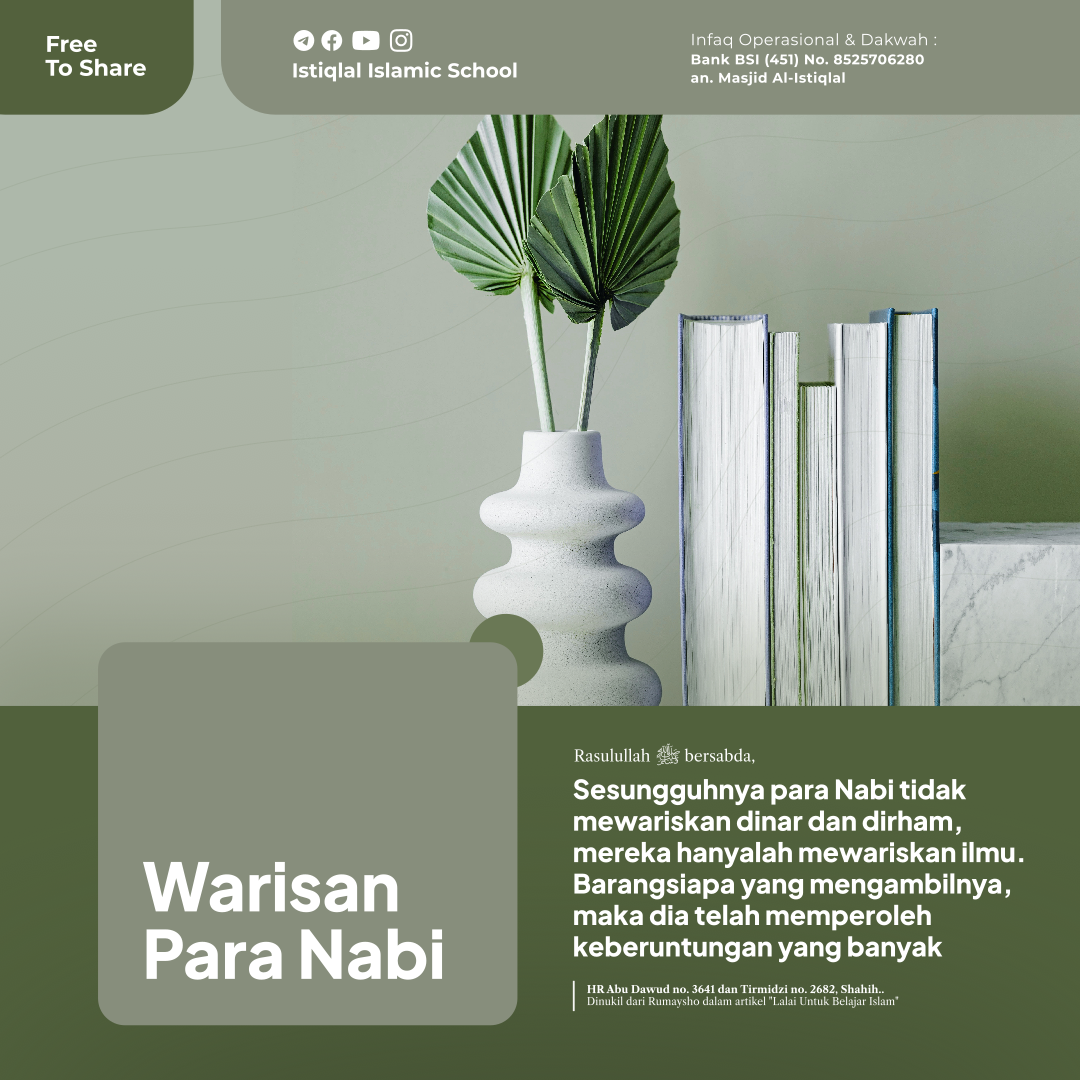 Free
To Share
Istiqlal Islamic School
Infaq Operasional & Dakwah :
Bank BSI (451) No. 8525706280
an. Masjid Al-Istiqlal
Warisan
Para Nabi
Rasulullah ﷺ bersabda,
Sesungguhnya para Nabi tidak
mewariskan dinar dan dirham,
mereka hanyalah mewariskan ilmu.
Barangsiapa yang mengambilnya,
maka dia telah memperoleh
keberuntungan yang banyak
HR Abu Dawud no. 3641 dan Tirmidzi no. 2682, Shahih..
Dinukil dari Rumaysho dalam artikel "Lalai Untuk Belajar Islam"